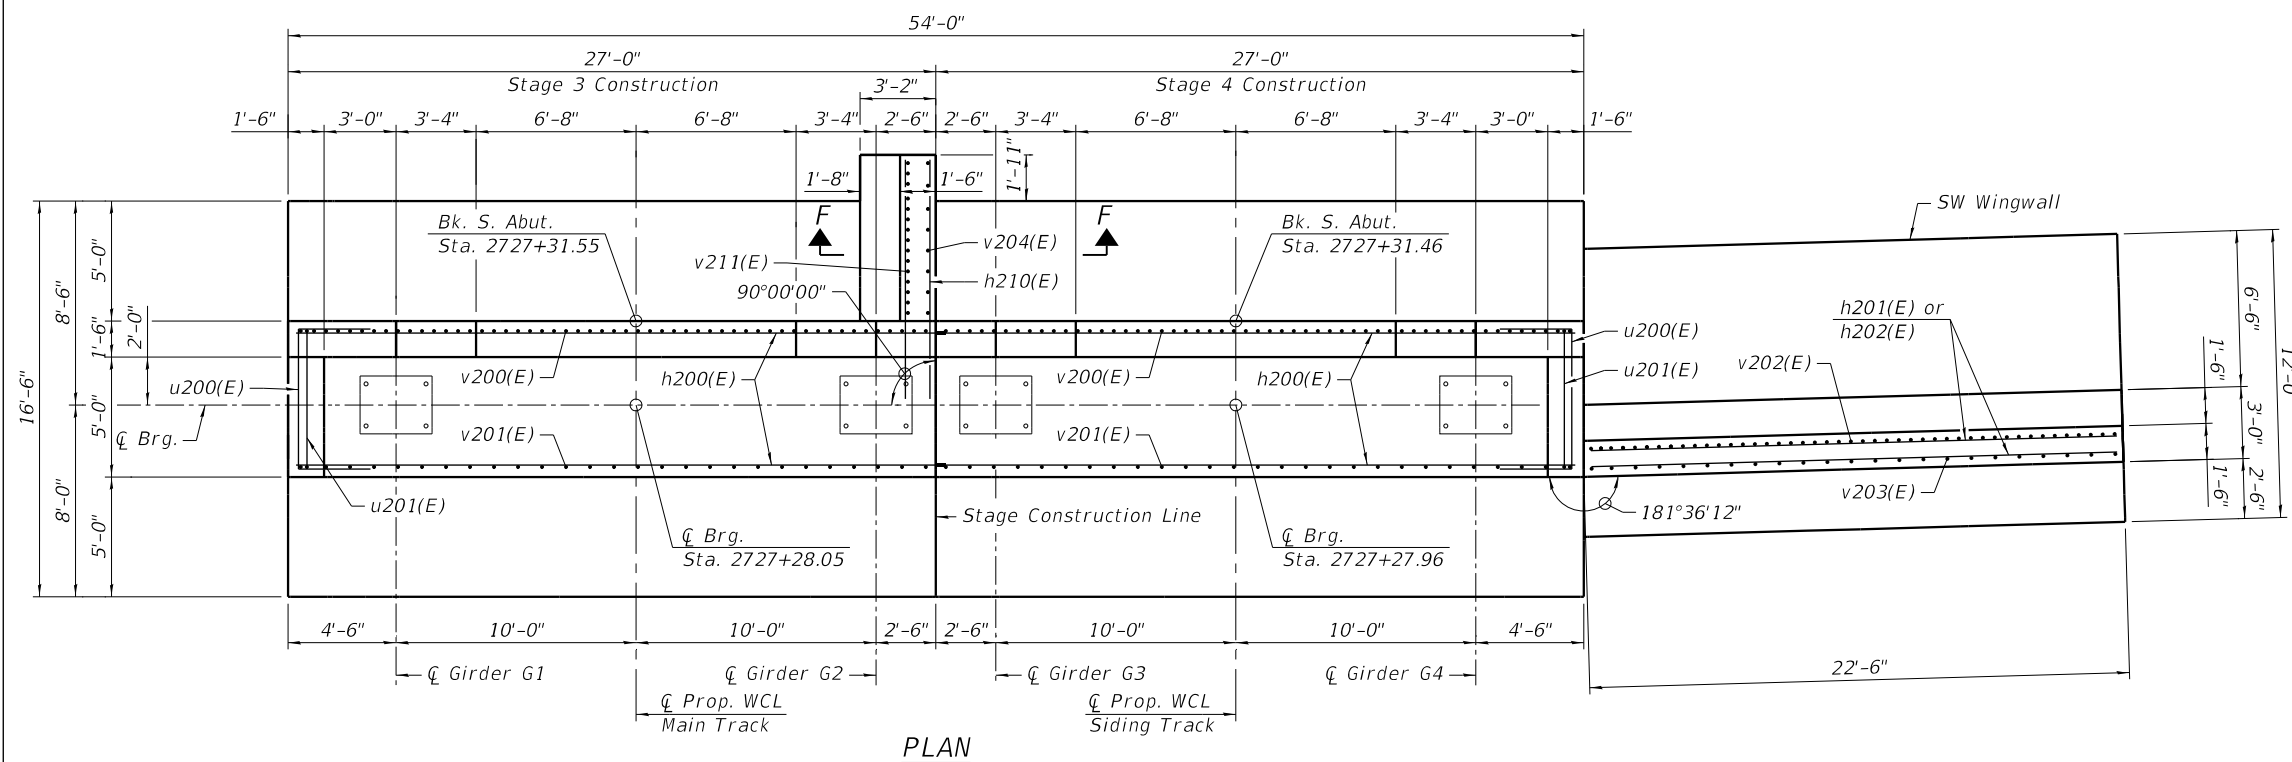 54'-0"
27'-0" 27'-0"
Stage 3 Construction Stage 4 Construction
3'-2"
1'-6" 3'-0" 3'-4" 6'-8" 6'-8" 3'-4" 2'-6" 2'-6" 3'-4" 6'-8" 6'-8" 3'-4" 3'-0" 1'-6"
1'-11"
1'-8" 1'-6"
SW Wingwall
F F
Bk. S. Abut.
Sta. 2727+31.55
Bk. S. Abut.
Sta. 2727+31.46
v204(E)
v211(E)
h210(E)
90°00'00"
16'-6"
8'-6"
8'-0"
5'-0"
1'-6"
5'-0"
5'-0"
2'-0"
h201(E) or
h202(E)
v202(E)
v203(E)
6'-6"
3'-0"
2'-6"
1'-6"
1'-6"
12'-0"
u200(E)
u201(E)
u200(E)
v200(E) h200(E) v200(E) h200(E)
℄ Brg.
v201(E) v201(E)
u201(E)
Stage Construction Line
181°36'12"
℄ Brg.
Sta. 2727+28.05
℄ Brg.
Sta. 2727+27.96
4'-6" 10'-0" 10'-0" 2'-6" 2'-6" 10'-0" 10'-0" 4'-6"
22'-6"
℄ Girder G1 ℄ Girder G2 ℄ Girder G3 ℄ Girder G4
℄ Prop. WCL
Main Track
℄ Prop. WCL
Siding Track
PLAN